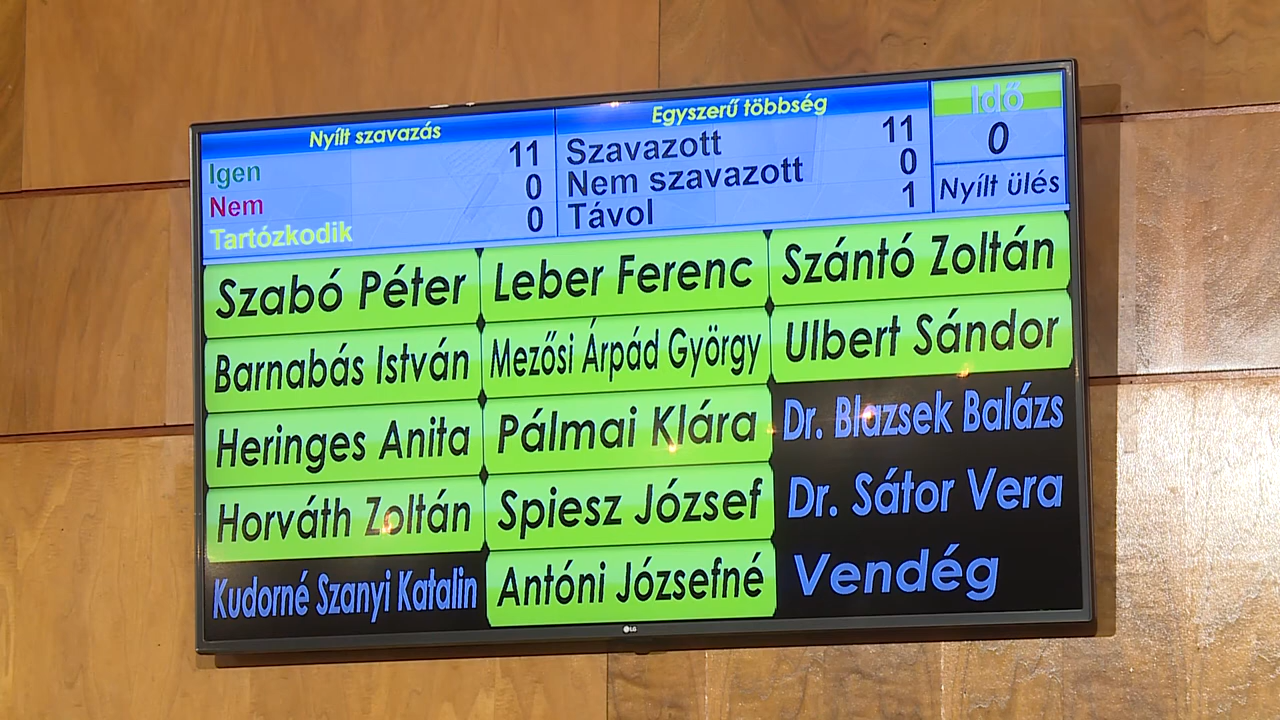 Nyílt szavazás
Igen 11
Nem 0
Tartózkodik 0
Egyszerű többség
Szavazott 11
Nem szavazott 0
Távol 1
Idő
0
Nyílt ülés
Szabó Péter
Barnabás István
Heringes Anita
Horváth Zoltán
Kudorné Szanyi Katalin
Leber Ferenc
Mezősi Árpád György
Pálmai Klára
Spiesz József
Antóni Józsefné
Szántó Zoltán
Ulbert Sándor
Dr. Blazsek Balázs
Dr. Sátor Vera
Vendég
LG